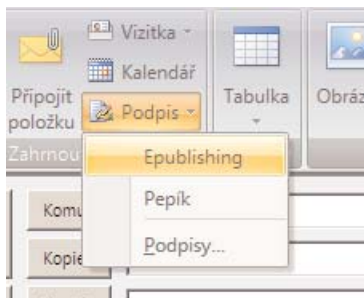 Vizitka
Kalendář
Připojit
položku
Podpis
Tabulka
Obráz
Zahrnou
Epublishing
Pepík
Podpisy...
Komu
Kopie